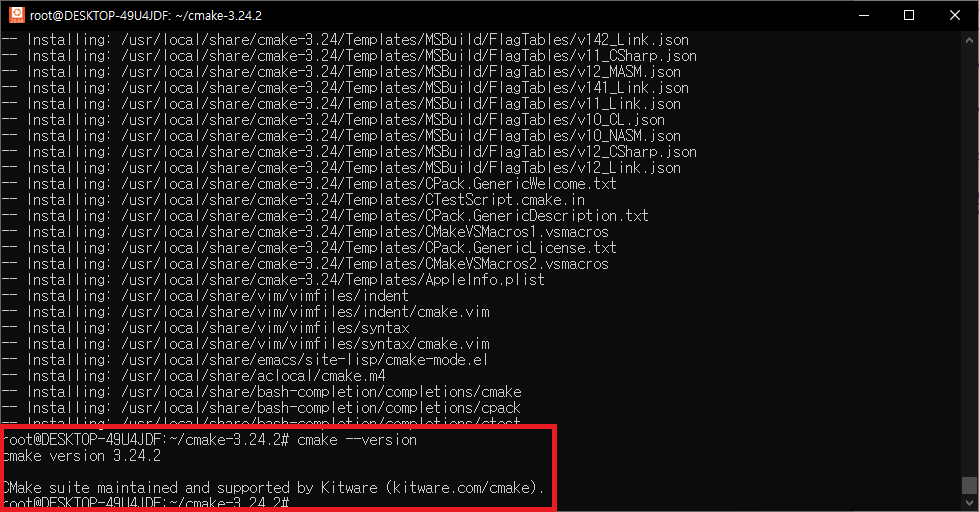 root@DESKTOP-49U4JDF: ~/cmake-3.24.2
-- Installing: /usr/local/share/cmake-3.24/Templates/MSBuild/FlagTables/v142_Link.json
-- Installing: /usr/local/share/cmake-3.24/Templates/MSBuild/FlagTables/v11_CSharp.json
-- Installing: /usr/local/share/cmake-3.24/Templates/MSBuild/FlagTables/v12_MASM.json
-- Installing: /usr/local/share/cmake-3.24/Templates/MSBuild/FlagTables/v141_Link.json
-- Installing: /usr/local/share/cmake-3.24/Templates/MSBuild/FlagTables/v11_Link.json
-- Installing: /usr/local/share/cmake-3.24/Templates/MSBuild/FlagTables/v10_CL.json
-- Installing: /usr/local/share/cmake-3.24/Templates/MSBuild/FlagTables/v10_NASM.json
-- Installing: /usr/local/share/cmake-3.24/Templates/MSBuild/FlagTables/v12_CSharp.json
-- Installing: /usr/local/share/cmake-3.24/Templates/MSBuild/FlagTables/v12_Link.json
-- Installing: /usr/local/share/cmake-3.24/Templates/CPack.GenericWelcome.txt
-- Installing: /usr/local/share/cmake-3.24/Templates/CTestScript.cmake.in
-- Installing: /usr/local/share/cmake-3.24/Templates/CPack.GenericDescription.txt
-- Installing: /usr/local/share/cmake-3.24/Templates/CMakeVSMacros1.vsmacros
-- Installing: /usr/local/share/cmake-3.24/Templates/CPack.GenericLicense.txt
-- Installing: /usr/local/share/cmake-3.24/Templates/CMakeVSMacros2.vsmacros
-- Installing: /usr/local/share/cmake-3.24/Templates/AppleInfo.plist
-- Installing: /usr/local/share/vim/vimfiles/indent
-- Installing: /usr/local/share/vim/vimfiles/indent/cmake.vim
-- Installing: /usr/local/share/vim/vimfiles/syntax
-- Installing: /usr/local/share/vim/vimfiles/syntax/cmake.vim
-- Installing: /usr/local/share/emacs/site-lisp/cmake-mode.el
-- Installing: /usr/local/share/aclocal/cmake.m4
-- Installing: /usr/local/share/bash-completion/completions/cmake
-- Installing: /usr/local/share/bash-completion/completions/cpack
-- Installing: /usr/local/share/bash-completion/completions/ctest
root@DESKTOP-49U4JDF:~/cmake-3.24.2# cmake --version
cmake version 3.24.2
CMake suite maintained and supported by Kitware (kitware.com/cmake).
root@DESKTOP-49U4JDF:~/cmake-3.24.2#